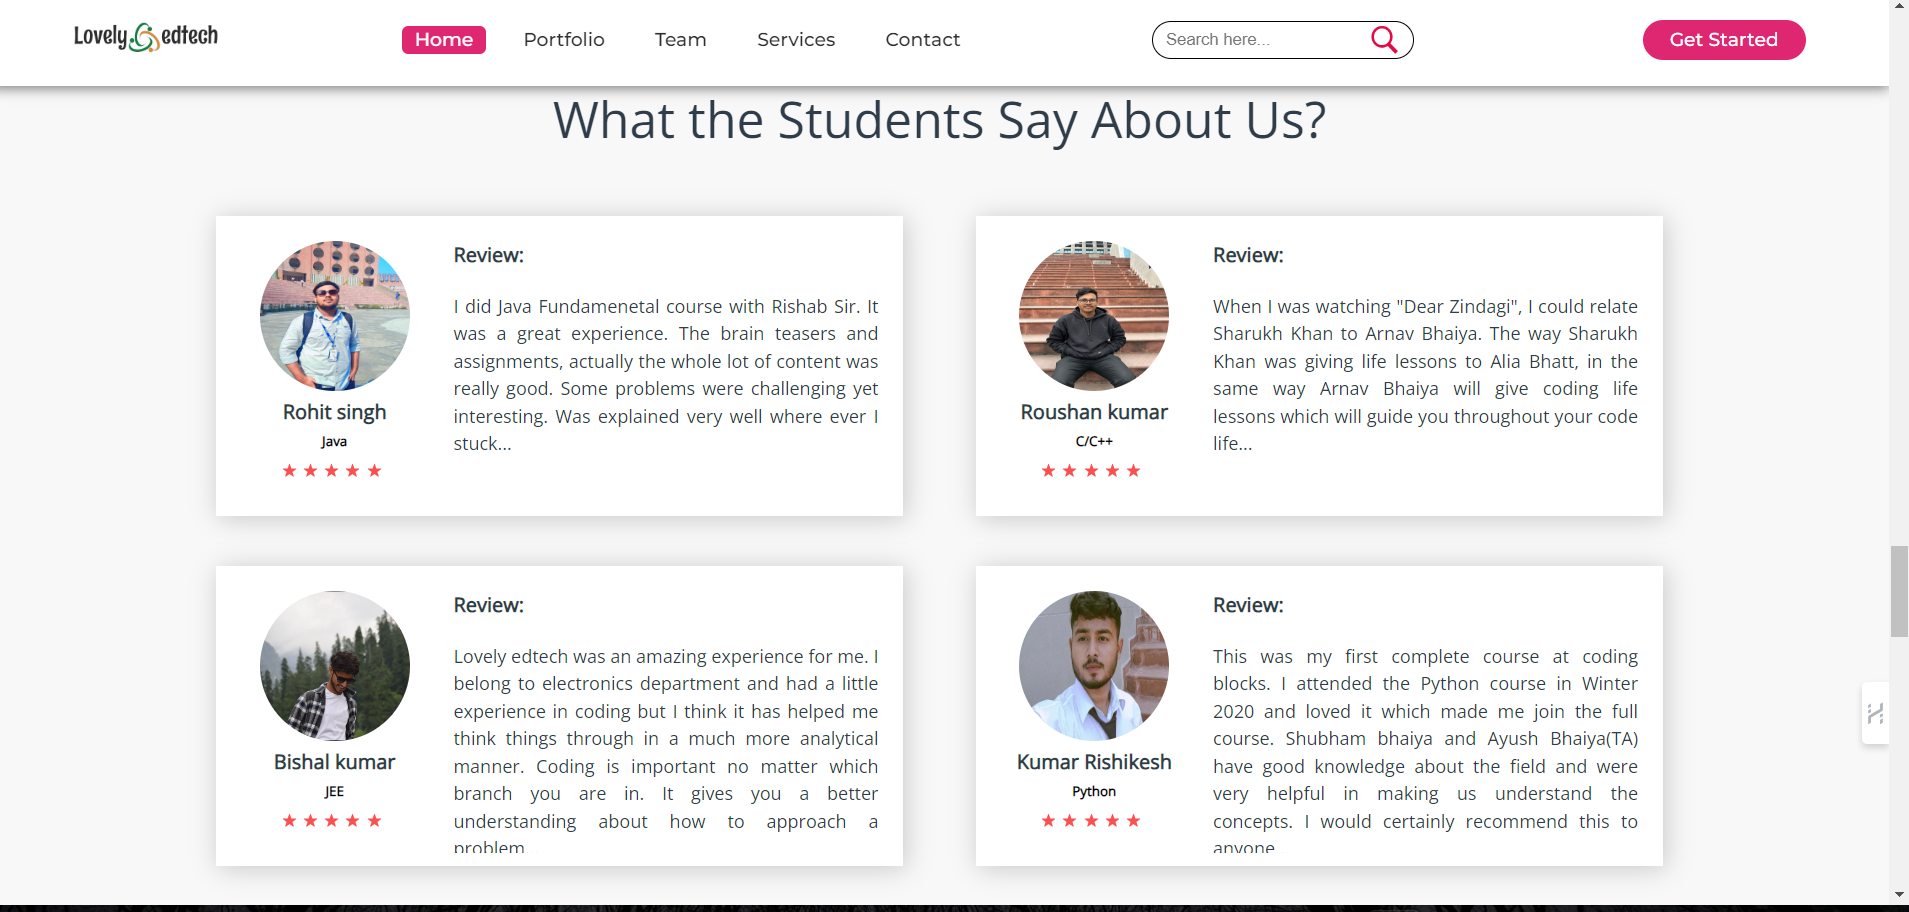 Lovely edtech
Home
Portfolio
Team
Services
Contact
Search here...
Get Started
What the Students Say About Us?
Rohit singh
Java
Review:
I did Java Fundamenetal course with Rishab Sir. It
was a great experience. The brain teasers and
assignments, actually the whole lot of content was
really good. Some problems were challenging yet
interesting. Was explained very well where ever I
stuck...
Roushan kumar
C/C++
Review:
When I was watching "Dear Zindagi", I could relate
Sharukh Khan to Arnav Bhaiya. The way Sharukh
Khan was giving life lessons to Alia Bhatt, in the
same way Arnav Bhaiya will give coding life
lessons which will guide you throughout your code
life...
Bishal kumar
JEE
Review:
Lovely edtech was an amazing experience for me. I
belong to electronics department and had a little
experience in coding but I think it has helped me
think things through in a much more analytical
manner. Coding is important no matter which
branch you are in. It gives you a better
understanding about how to approach a
problem
Kumar Rishikesh
Python
Review:
This was my first complete course at coding
blocks. I attended the Python course in Winter
2020 and loved it which made me join the full
course. Shubham bhaiya and Ayush Bhaiya(TA)
have good knowledge about the field and were
very helpful in making us understand the
concepts. I would certainly recommend this to
anyone